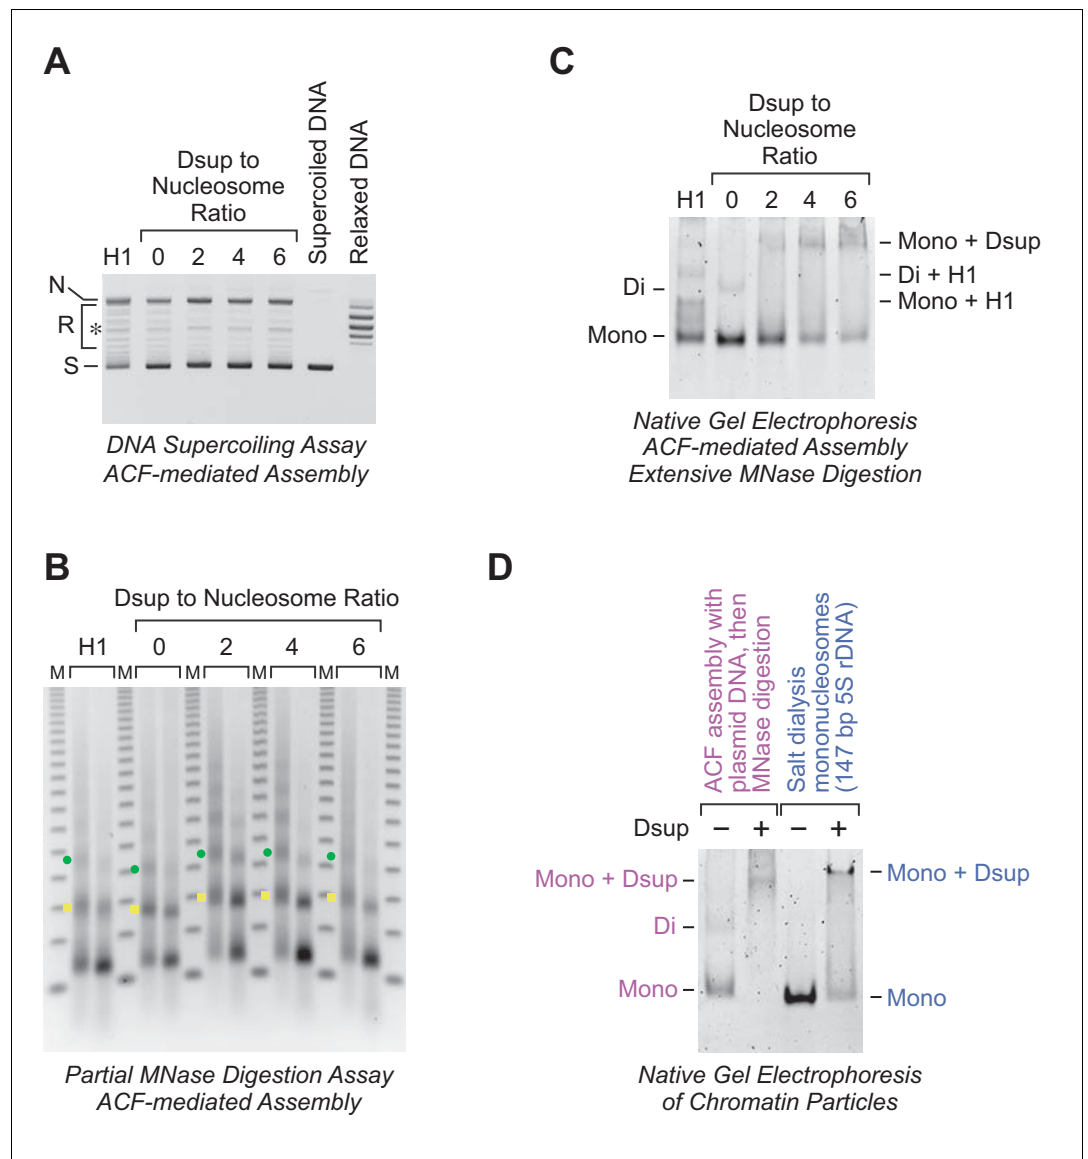 A
Dsup to
Nucleosome
Ratio
Supercoiled DNA
Relaxed DNA
H1 0 2 4 6
N
R *
S
DNA Supercoiling Assay
ACF-mediated Assembly
B
Dsup to Nucleosome Ratio
H1 0 2 4 6
M M M M M M
Partial MNase Digestion Assay
ACF-mediated Assembly
C
Dsup to
Nucleosome
Ratio
H1 0 2 4 6
Mono + Dsup
Di + H1
Di
Mono + H1
Mono
Native Gel Electrophoresis
ACF-mediated Assembly
Extensive MNase Digestion
D
ACF assembly with
plasmid DNA, then
MNase digestion
Salt dialysis
mononucleosomes
(147 bp 5S rDNA)
Dsup − + − +
Mono + Dsup
Mono + Dsup
Di
Mono
Mono
Native Gel Electrophoresis
of Chromatin Particles